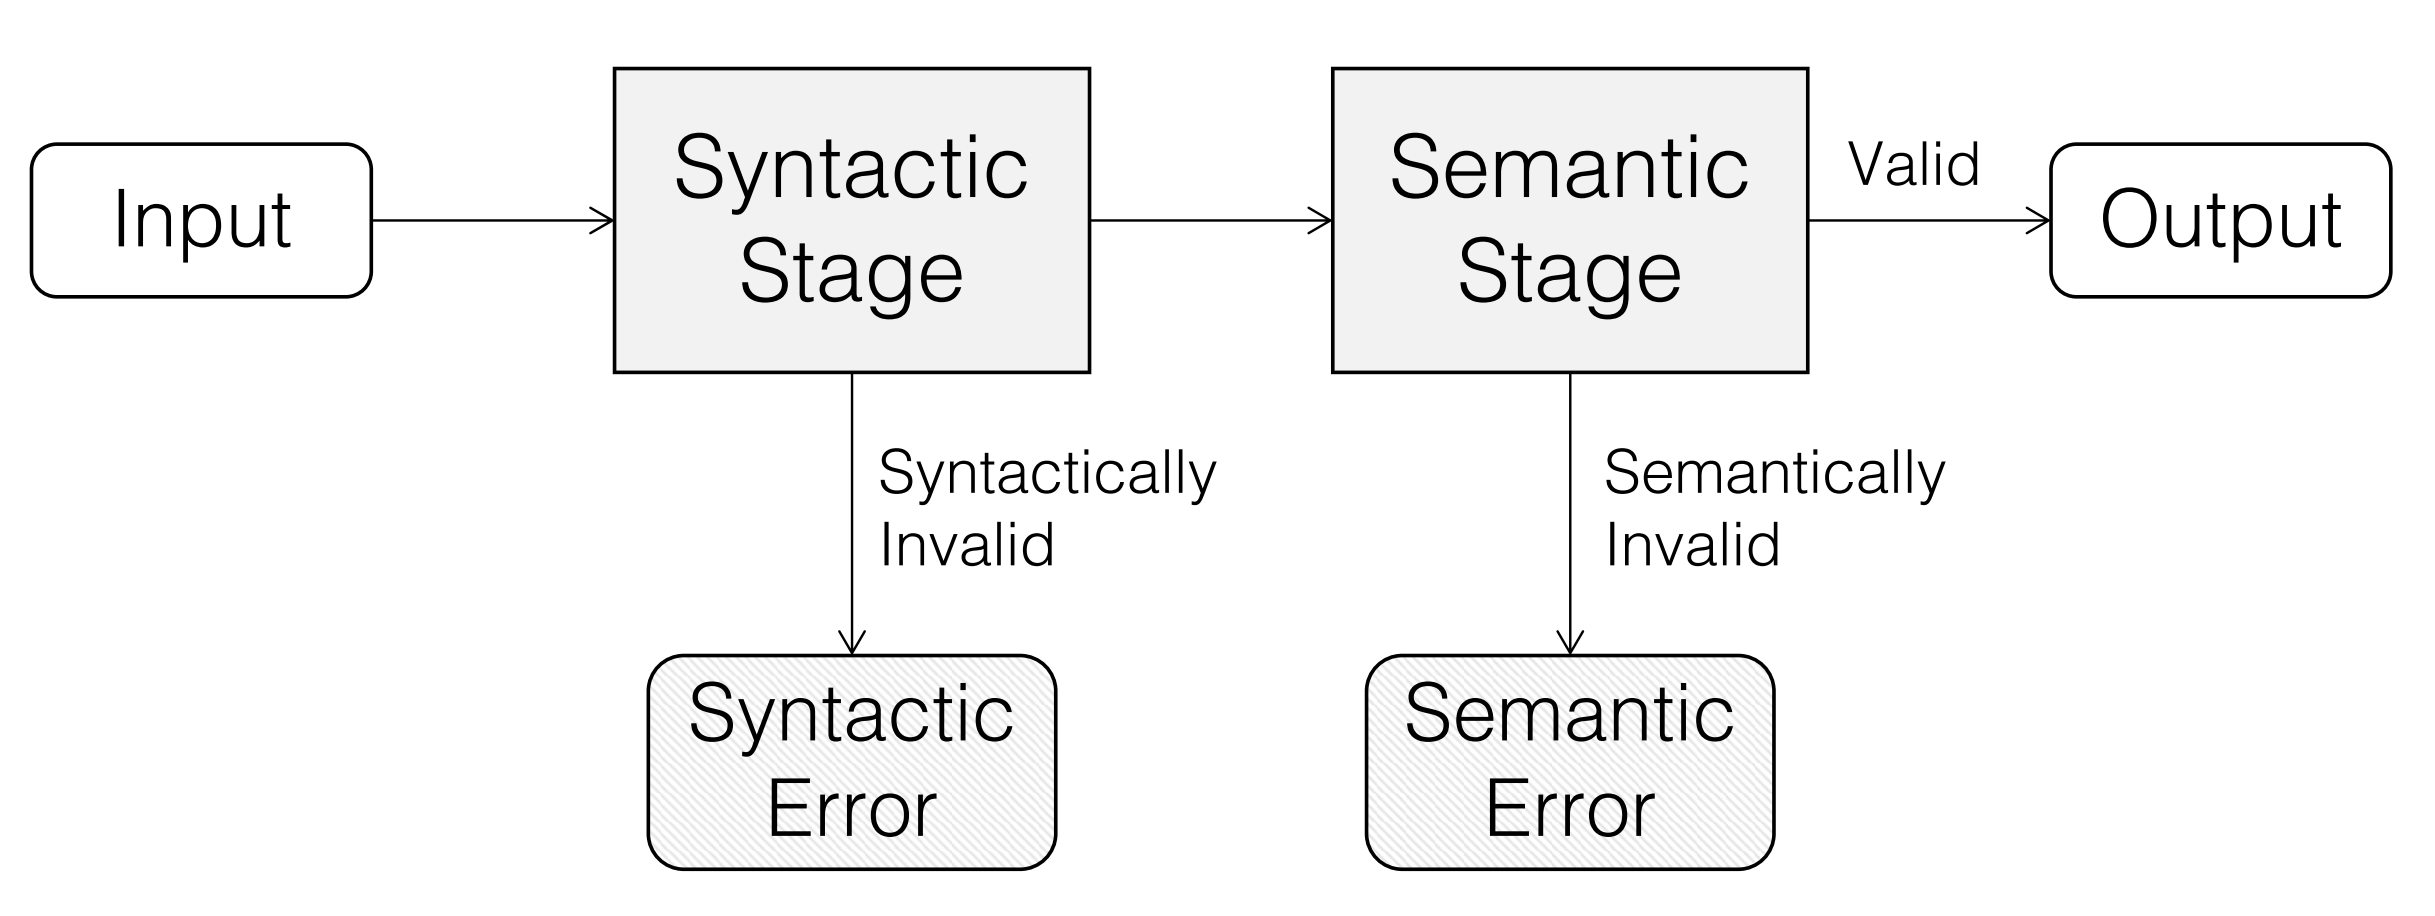 Input
Syntactic
Stage
Semantic
Stage
Valid
Output
Syntactically
Invalid
Semantically
Invalid
Syntactic
Error
Semantic
Error